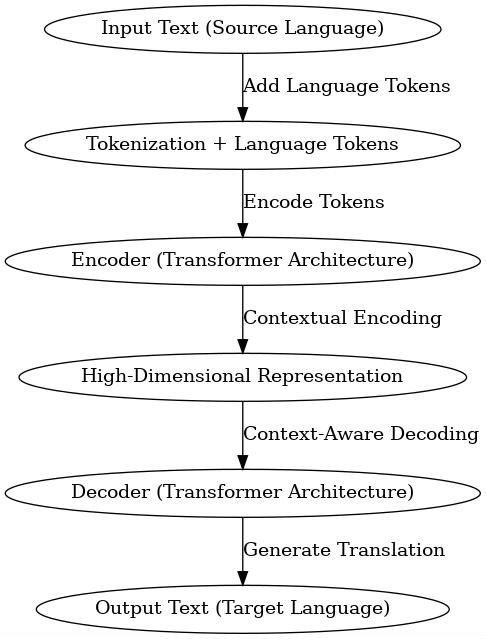 Input Text (Source Language)
Add Language Tokens
Tokenization + Language Tokens
Encode Tokens
Encoder (Transformer Architecture)
Contextual Encoding
High-Dimensional Representation
Context-Aware Decoding
Decoder (Transformer Architecture)
Generate Translation
Output Text (Target Language)